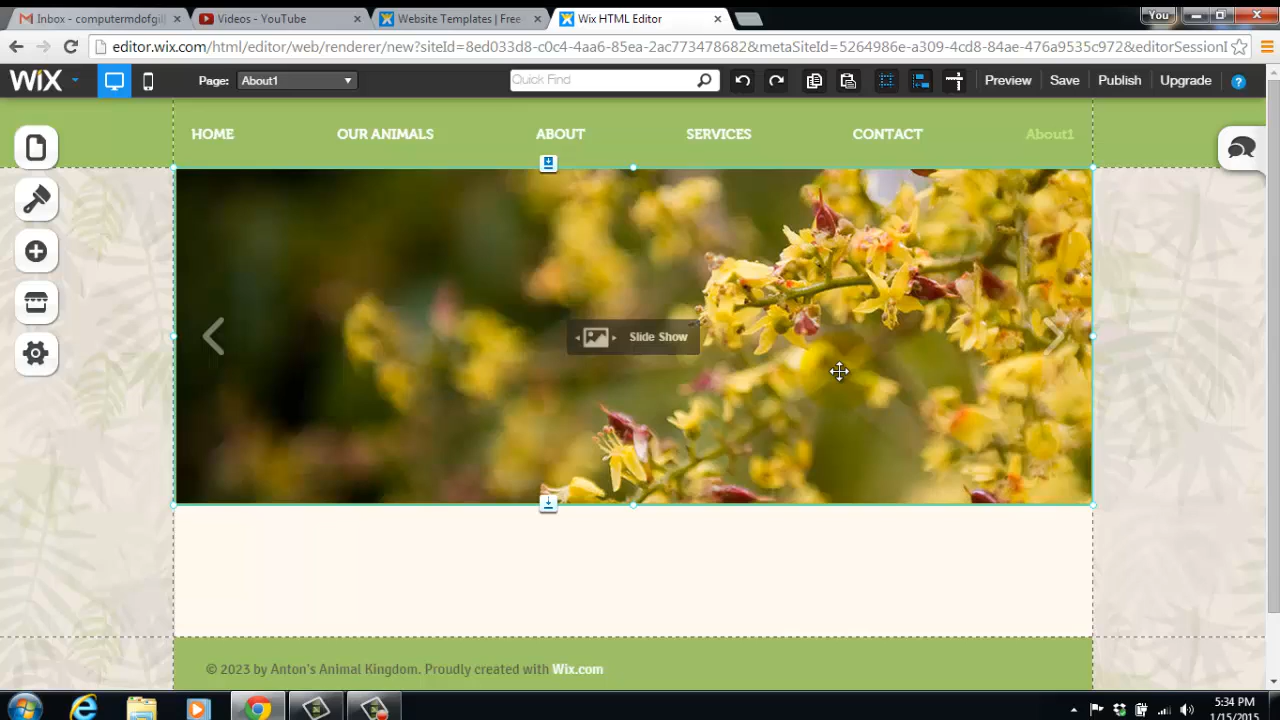 Inbox - computermdofgil
Videos - YouTube
Website Templates | Free
Wix HTML Editor
You
editor.wix.com/html/editor/web/renderer/new?siteId=8ed033d8-c0c1-4aa6-85ea-2ac773478682&metaSiteId=5264986e-a309-4cd8-84ae-476a9535c972&editorSessionI
WiX
Page:
About1
Quick Find
Preview
Save
Publish
Upgrade
?
HOME
OUR ANIMALS
ABOUT
SERVICES
CONTACT
About1
Slide Show
© 2023 by Anton's Animal Kingdom. Proudly created with Wix.com
5:34 PM
1/15/2015